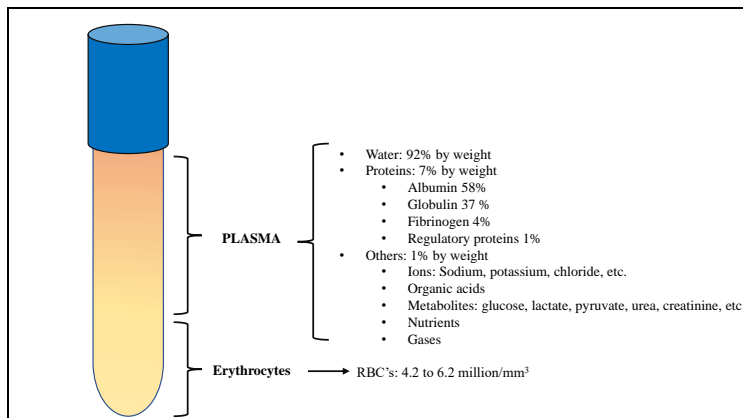 • Water: 92% by weight
• Proteins: 7% by weight
• Albumin 58%
• Globulin 37 %
• Fibrinogen 4%
• Regulatory proteins 1%
PLASMA
• Others: 1% by weight
• Ions: Sodium, potassium, chloride, etc.
• Organic acids
• Metabolites: glucose, lactate, pyruvate, urea, creatinine, etc
• Nutrients
• Gases
Erythrocytes RBC's: 4.2 to 6.2 million/mm³